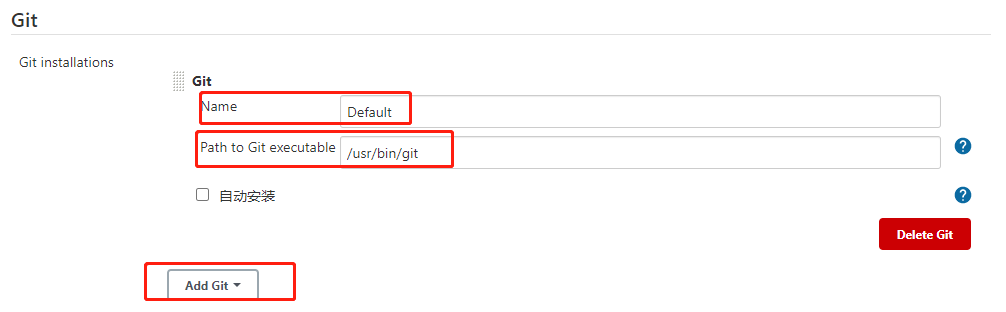 Git
Git installations
Git
Name
Default
Path to Git executable
/usr/bin/git
?
自动安装
?
Delete Git
Add Git